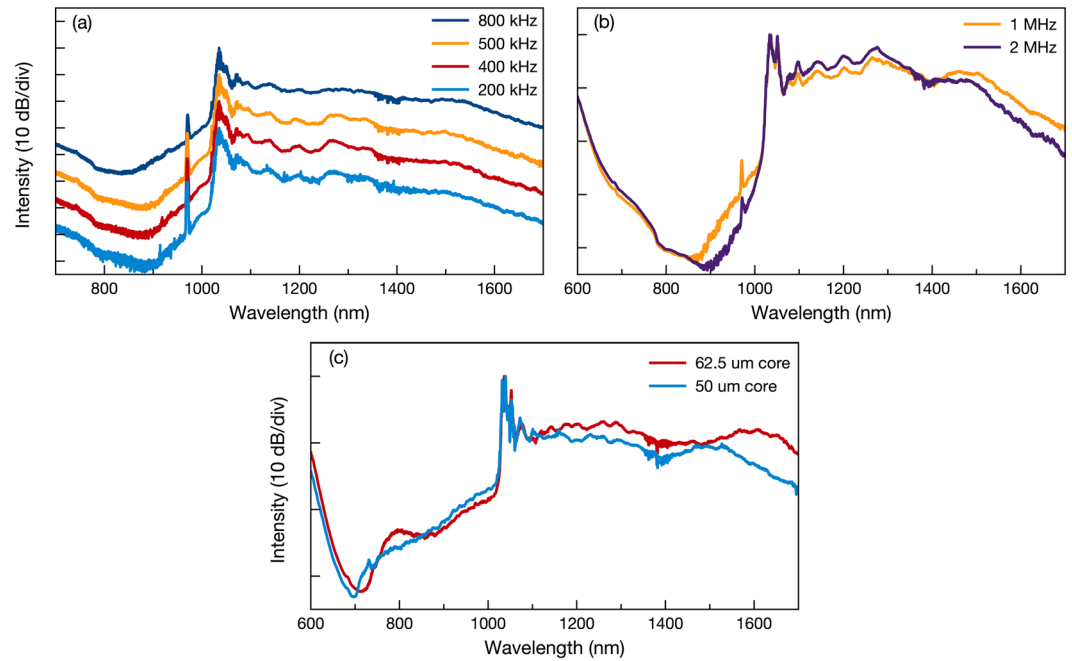 (a)
800 kHz
500 kHz
400 kHz
200 kHz
Intensity (10 dB/div)
800 1000 1200 1400 1600
Wavelength (nm)
(b)
1 MHz
2 MHz
600 800 1000 1200 1400 1600
Wavelength (nm)
(c)
62.5 um core
50 um core
Intensity (10 dB/div)
600 800 1000 1200 1400 1600
Wavelength (nm)